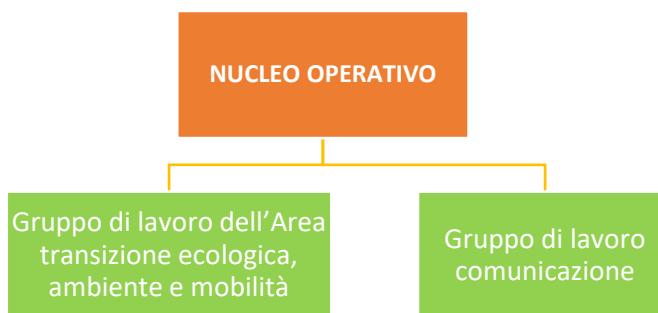 NUCLEO OPERATIVO
Gruppo di lavoro dell’Area
transizione ecologica,
ambiente e mobilità
Gruppo di lavoro
comunicazione